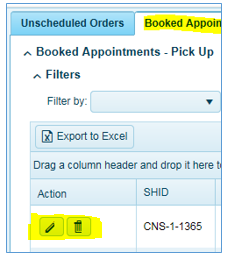 Unscheduled Orders
Booked Appoin
Booked Appointments - Pick Up
Filters
Filter by:
Export to Excel
Drag a column header and drop it here t
Action
SHID
CNS-1-1365